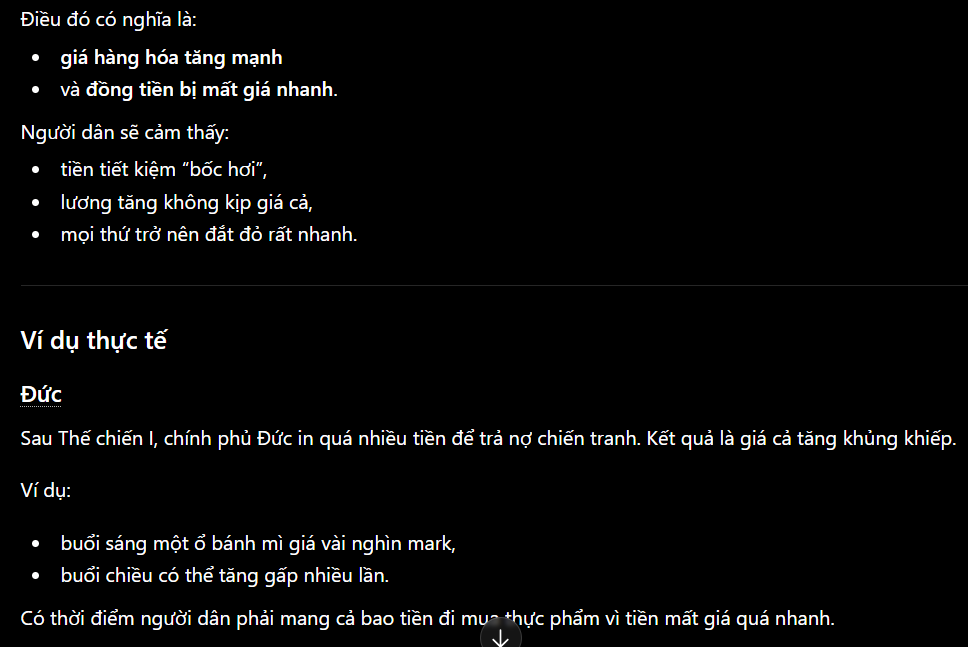 Điều đó có nghĩa là:
giá hàng hóa tăng mạnh
và đồng tiền bị mất giá nhanh.
Người dân sẽ cảm thấy:
tiền tiết kiệm “bốc hơi”,
lương tăng không kịp giá cả,
mọi thứ trở nên đắt đỏ rất nhanh.
Ví dụ thực tế
Đức
Sau Thế chiến I, chính phủ Đức in quá nhiều tiền để trả nợ chiến tranh. Kết quả là giá cả tăng khủng khiếp.
Ví dụ:
buổi sáng một ổ bánh mì giá vài nghìn mark,
buổi chiều có thể tăng gấp nhiều lần.
Có thời điểm người dân phải mang cả bao tiền đi mua thực phẩm vì tiền mất giá quá nhanh.